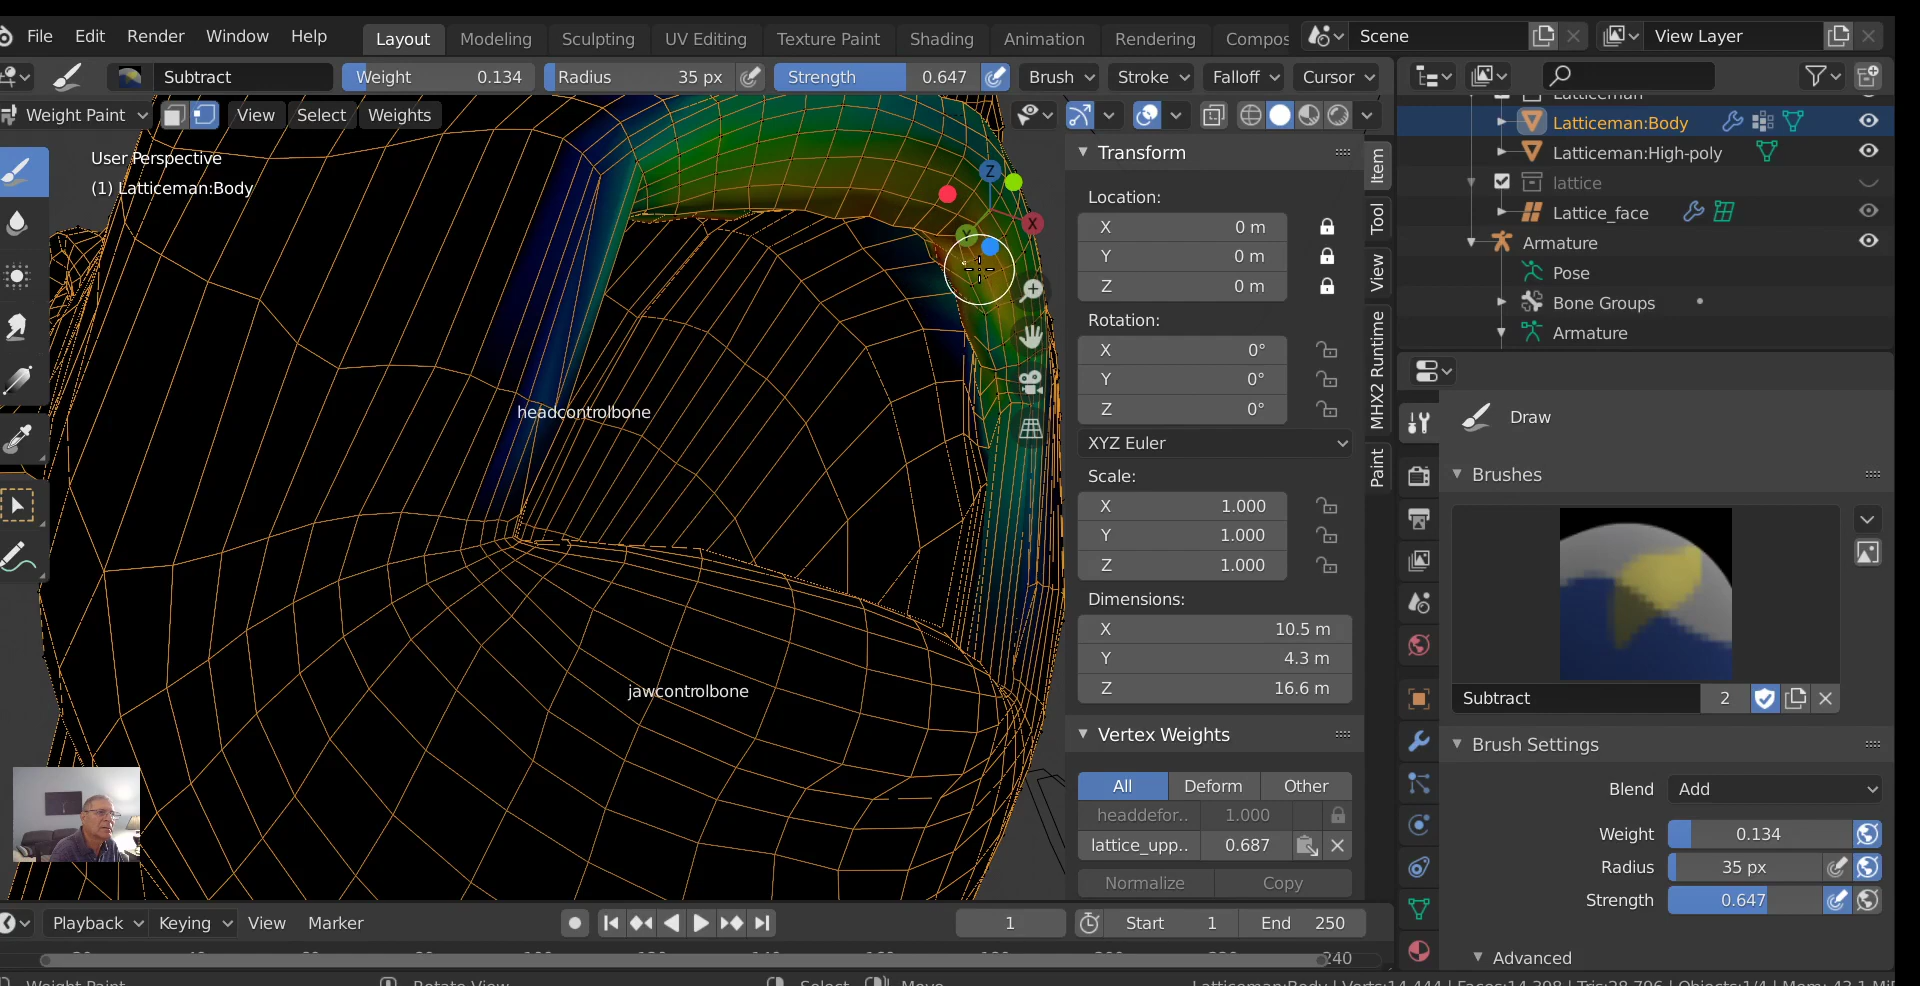 File Edit Render Window Help Layout Modeling Sculpting UV Editing Texture Paint Shading Animation Rendering Scene View Layer
Subtract Weight 0.134 Radius 35 px Strength 0.647 Brush Stroke Falloff Cursor
Weight Paint View Select Weights
User Perspective
(1) Latticeman:Body
headcontrolbone
jawcontrolbone
Z
X
Y
Transform
Location:
X 0 m
Y 0 m
Z 0 m
Rotation:
X 0°
Y 0°
Z 0°
XYZ Euler
Scale:
X 1.000
Y 1.000
Z 1.000
Dimensions:
X 10.5 m
Y 4.3 m
Z 16.6 m
Vertex Weights
All Deform Other
headdefor.. 1.000
lattice_upp.. 0.687
Normalize Copy
Item
Tool
View
MHX2 Runtime
Paint
Latticeman:Body
Latticeman:High-poly
lattice
Lattice_face
Armature
Pose
Bone Groups
Armature
Draw
Brushes
Subtract 2
Brush Settings
Blend Add
Weight 0.134
Radius 35 px
Strength 0.647
Advanced
Playback Keying View Marker 1 Start 1 End 250